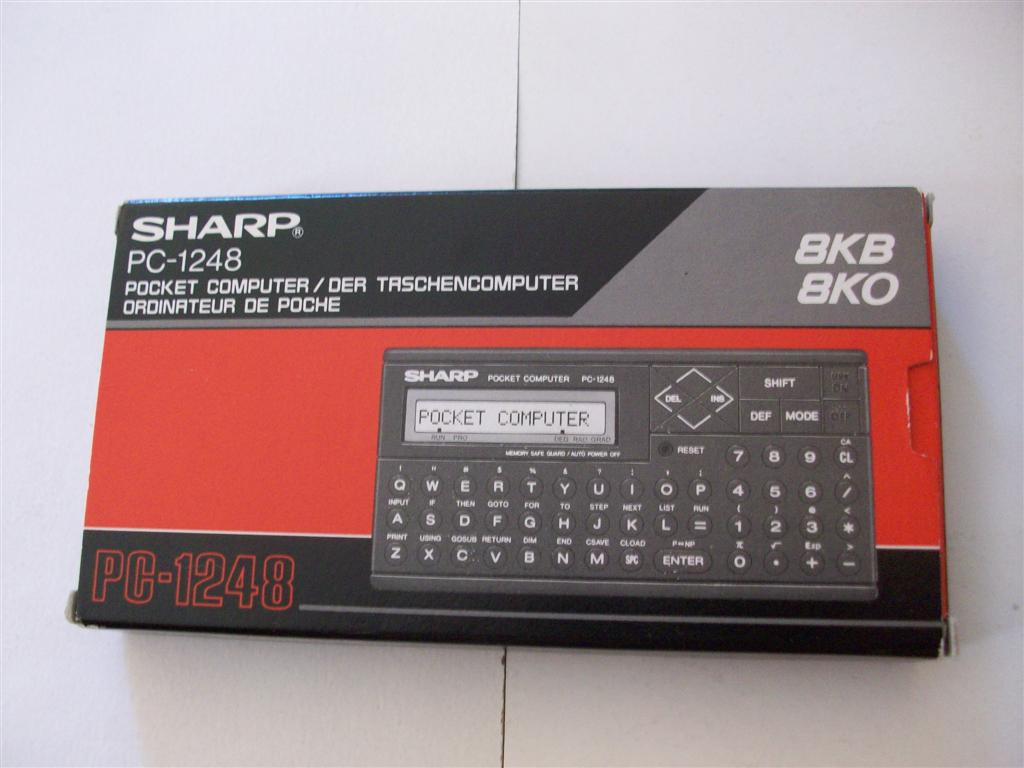 SHARP®
PC-1248
POCKET COMPUTER/DER TASCHENCOMPUTER
ORDINATEUR DE POCHE
8KB
8KO
SHARP POCKET COMPUTER PC-1248
POCKET COMPUTER
RUN PRO DEG RAD GRAD
MEMORY SAFE GUARD / AUTO POWER OFF
DEL INS
SHIFT
DEF MODE OFF
RESET
7 8 9 CL
CA
! " # $ % & ? : , ;
Q W E R T Y U I O P 4 5 6 /
^
INPUT IF THEN GOTO FOR TO STEP NEXT LIST RUN ( ) <
A S D F G H J K L = 1 2 3 *
PRINT USING GOSUB RETURN DIM END CSAVE CLOAD P↔NP π √ Exp >
Z X C V B N M SPC ENTER 0 • + −
PC-1248